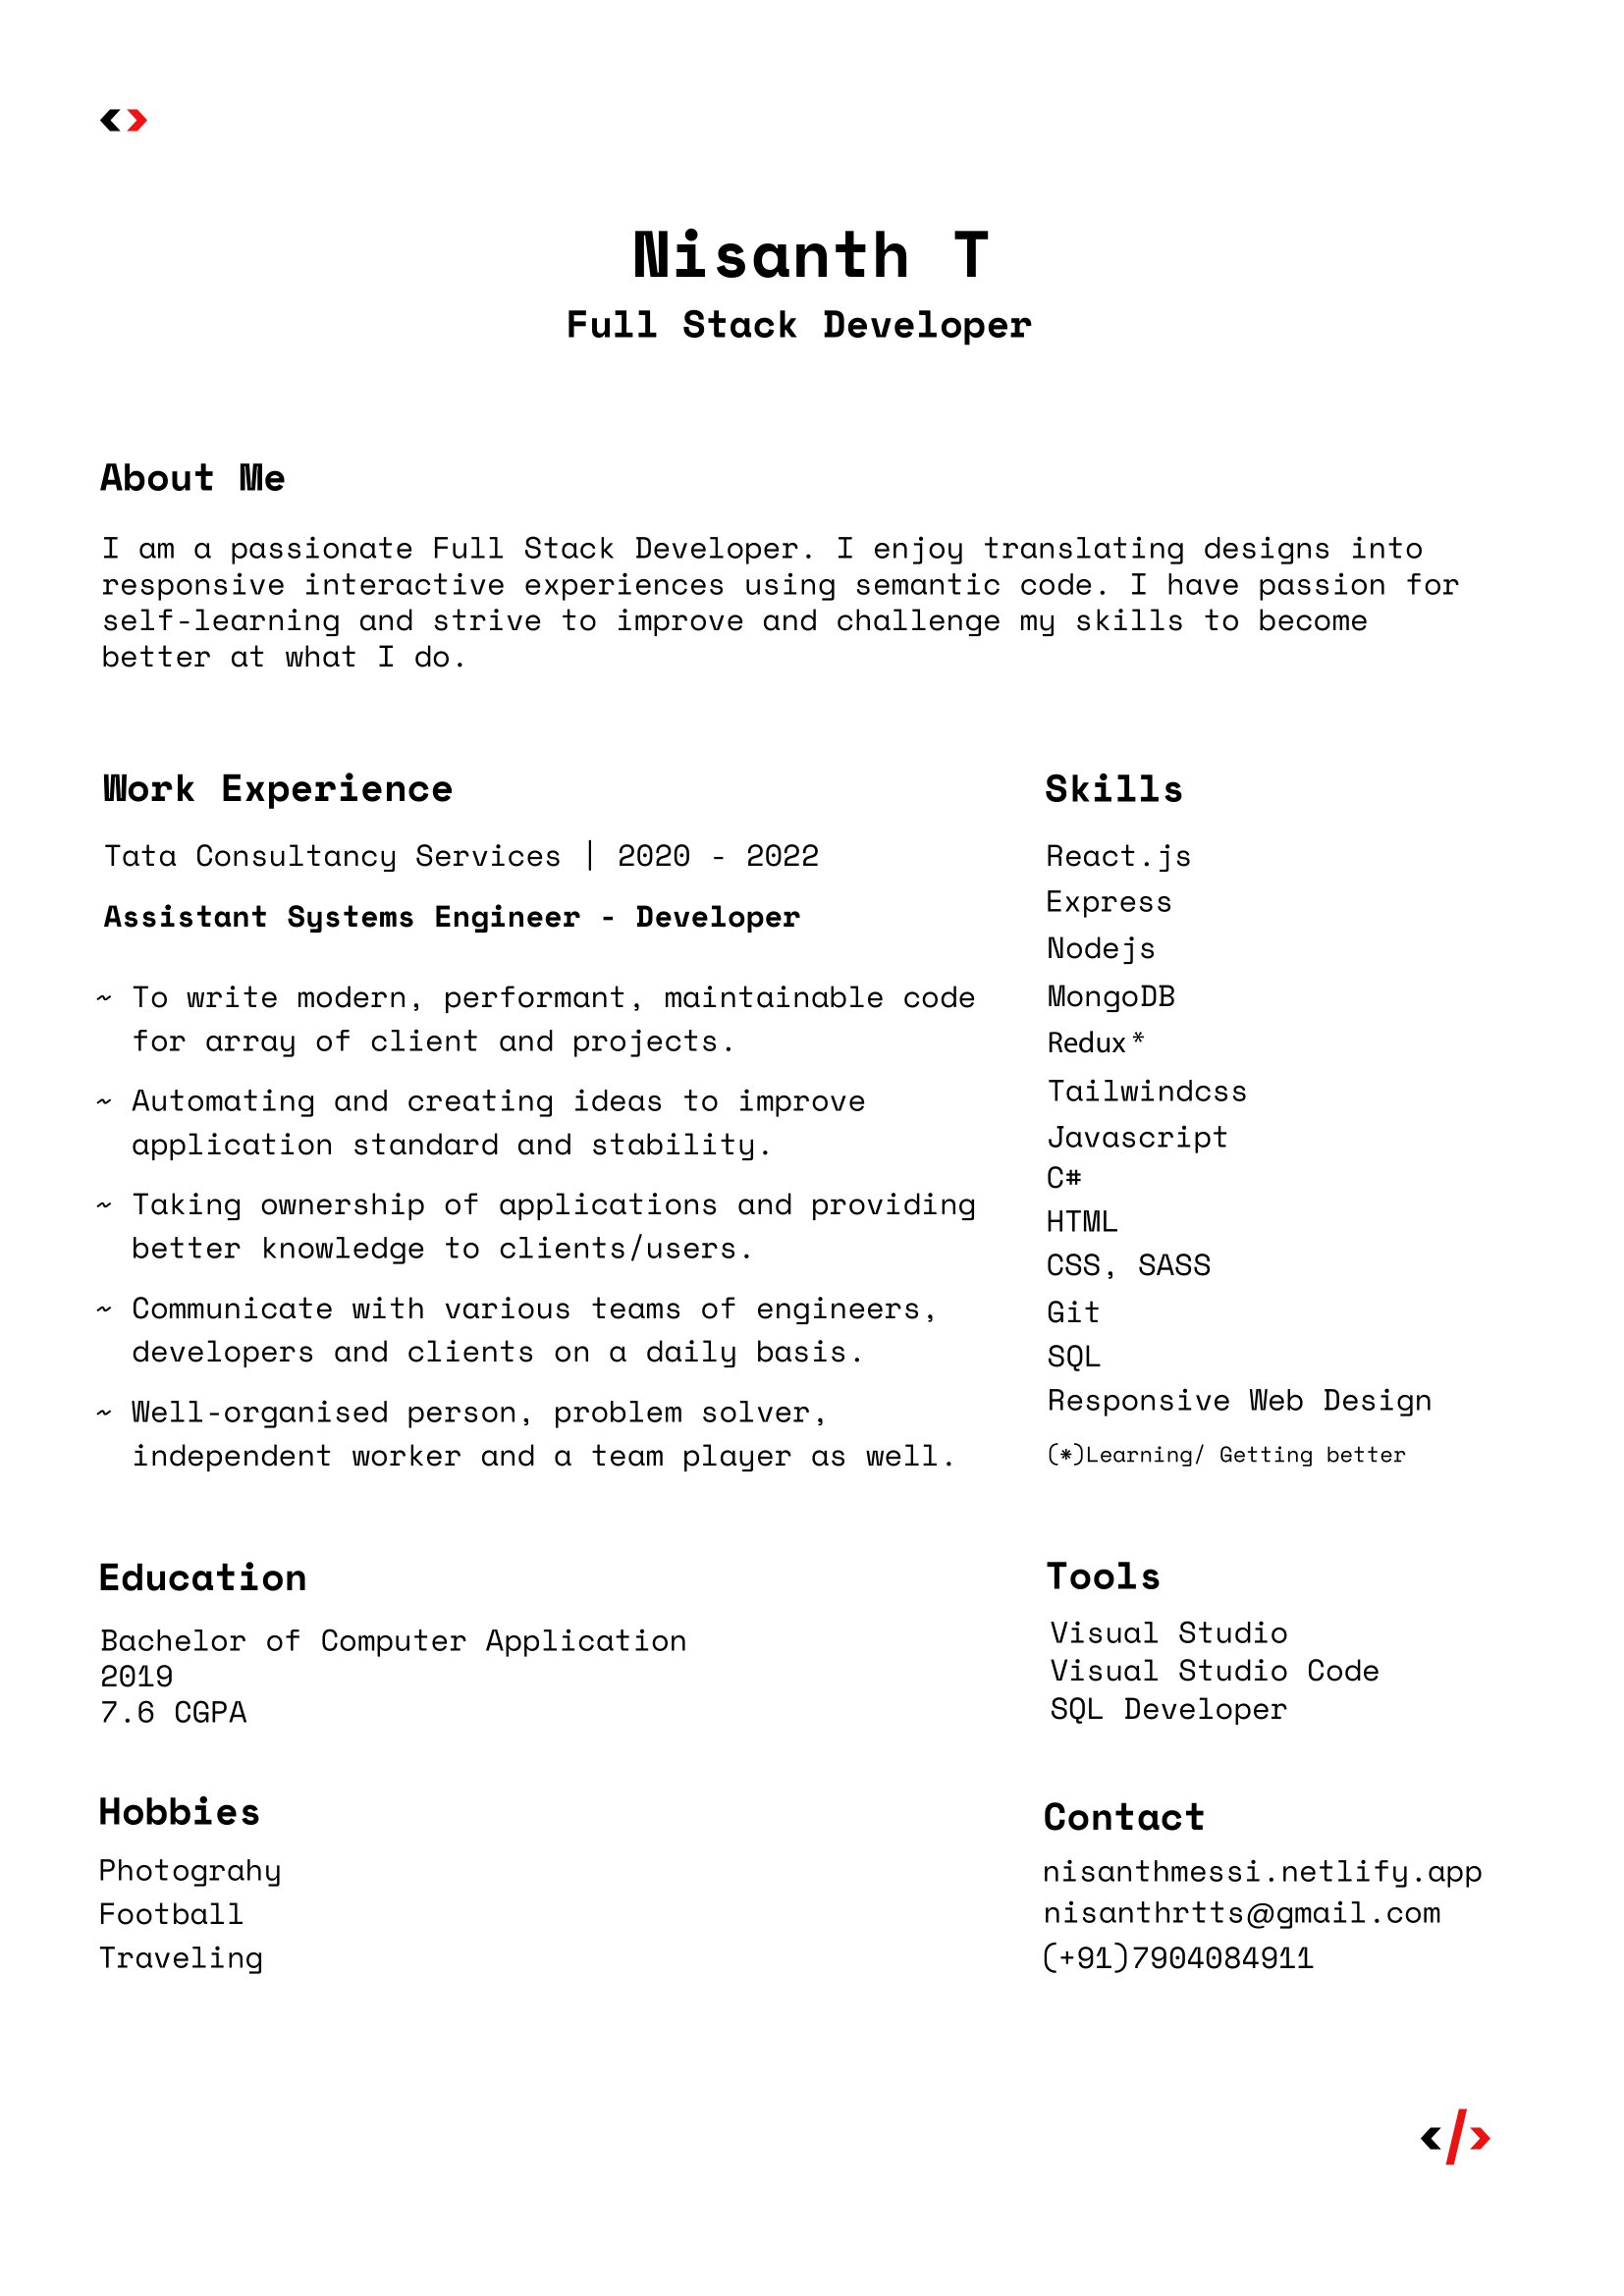 <>
Nisanth T
Full Stack Developer
About Me
I am a passionate Full Stack Developer. I enjoy translating designs into
responsive interactive experiences using semantic code. I have passion for
self-learning and strive to improve and challenge my skills to become
better at what I do.
Work Experience
Tata Consultancy Services | 2020 - 2022
Assistant Systems Engineer - Developer
~ To write modern, performant, maintainable code
for array of client and projects.
~ Automating and creating ideas to improve
application standard and stability.
~ Taking ownership of applications and providing
better knowledge to clients/users.
~ Communicate with various teams of engineers,
developers and clients on a daily basis.
~ Well-organised person, problem solver,
independent worker and a team player as well.
Skills
React.js
Express
Nodejs
MongoDB
Redux *
Tailwindcss
Javascript
C#
HTML
CSS, SASS
Git
SQL
Responsive Web Design
(*)Learning/ Getting better
Education
Bachelor of Computer Application
2019
7.6 CGPA
Tools
Visual Studio
Visual Studio Code
SQL Developer
Hobbies
Photograhy
Football
Traveling
Contact
nisanthmessi.netlify.app
nisanthrtts@gmail.com
(+91)7904084911
</>